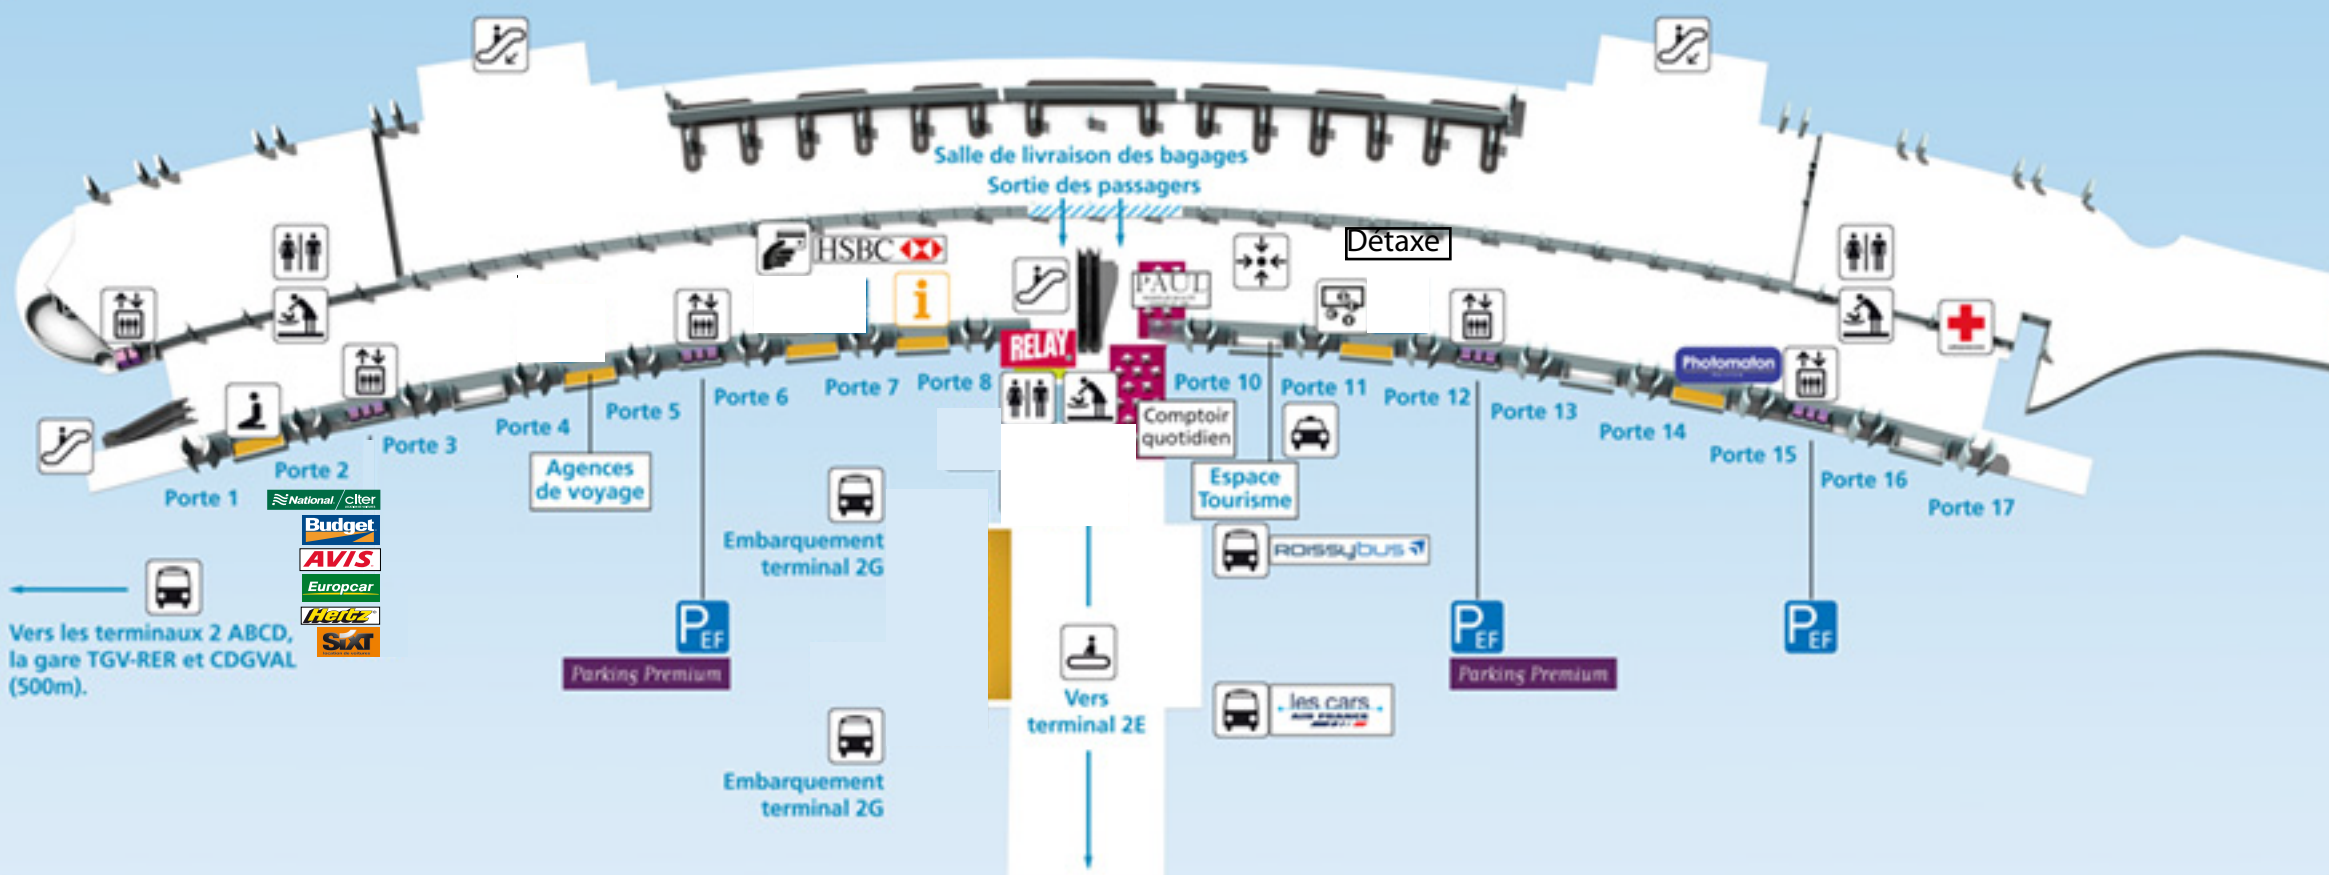 Salle de livraison des bagages
Sortie des passagers
HSBC
Détaxe
i
PAUL
RELAY
Photomaton
Porte 1
Porte 2
Porte 3
Porte 4
Porte 5
Porte 6
Porte 7
Porte 8
Porte 10
Porte 11
Porte 12
Porte 13
Porte 14
Porte 15
Porte 16
Porte 17
Comptoir
quotidien
Agences
de voyage
Espace
Tourisme
National / citer
Budget
AVIS
Europcar
Hertz
SiXT
Embarquement
terminal 2G
ROISSYBUS
Vers les terminaux 2 ABCD,
la gare TGV-RER et CDGVAL
(500m).
P EF
Parking Premium
P EF
Parking Premium
P EF
Vers
terminal 2E
les cars
AIR FRANCE
Embarquement
terminal 2G